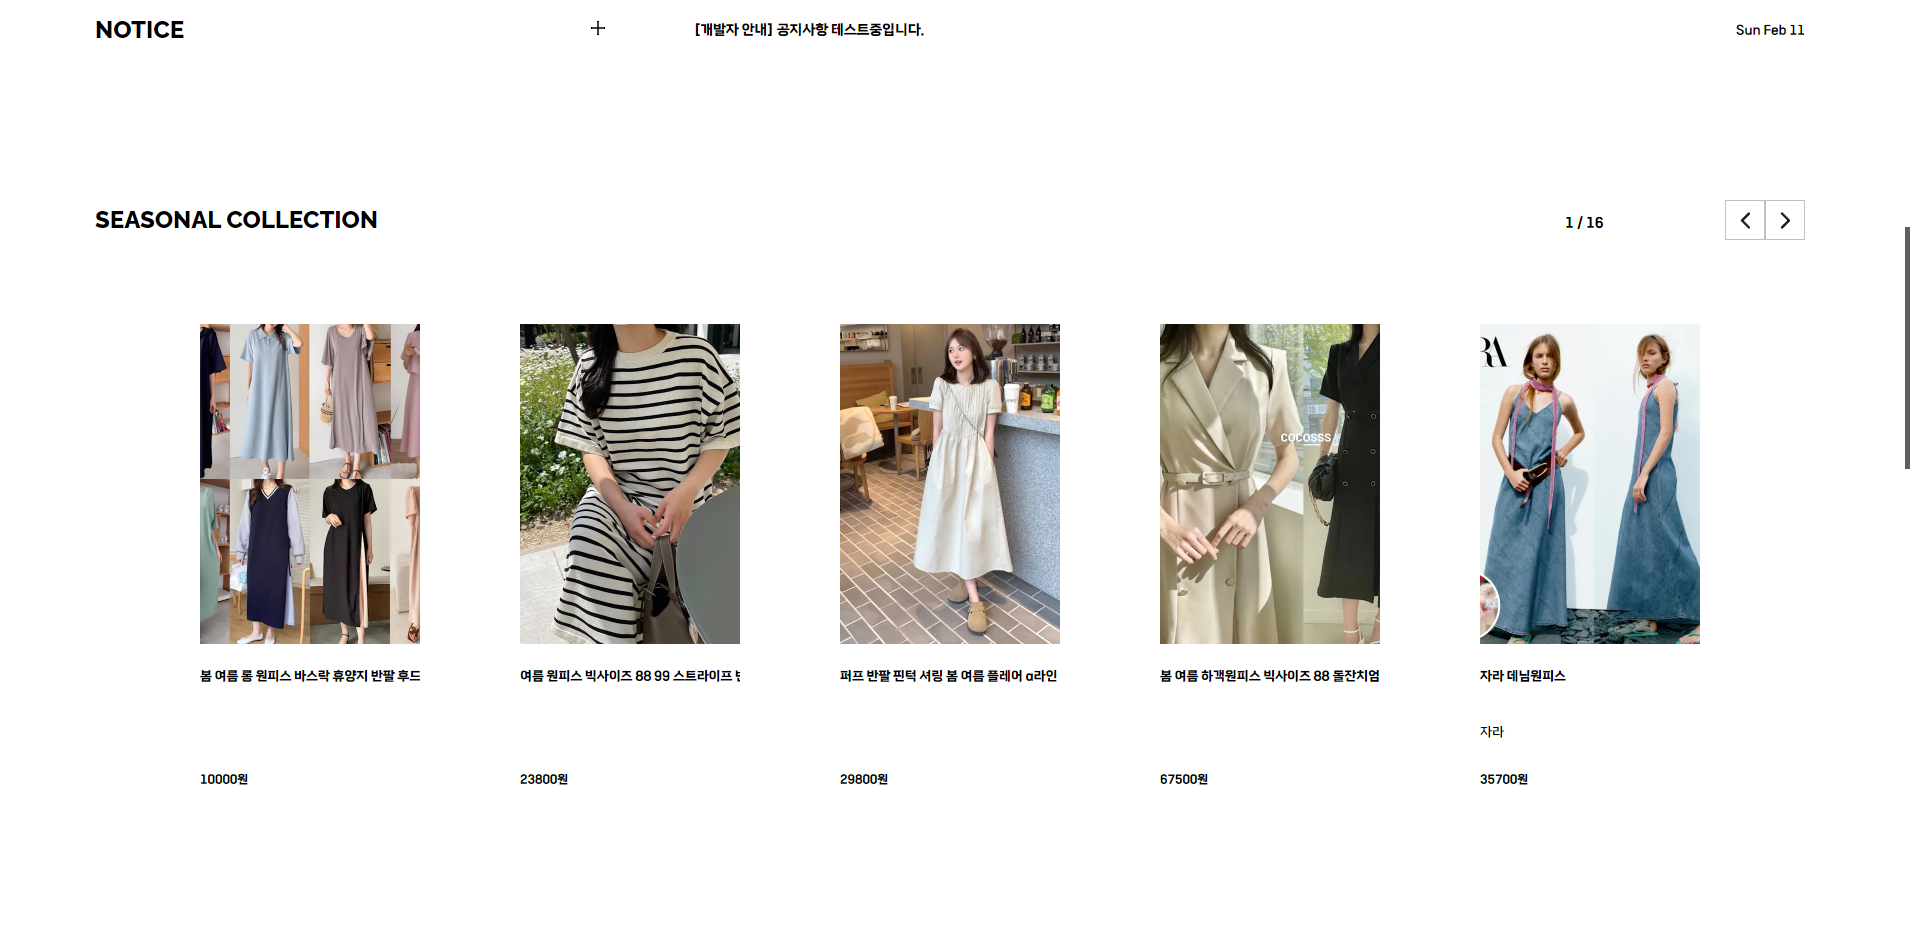 NOTICE
[개발자 안내] 공지사항 테스트중입니다.
Sun Feb 11
SEASONAL COLLECTION
1 / 16
COCOSSS
RA
봄 여름 롱 원피스 바스락 휴양지 반팔 후드
여름 원피스 빅사이즈 88 99 스트라이프
퍼프 반팔 핀턱 셔링 봄 여름 플레어 a라인
봄 여름 하객원피스 빅사이즈 88 돌잔치엄
자라 데님원피스
자라
10000원
23800원
29800원
67500원
35700원